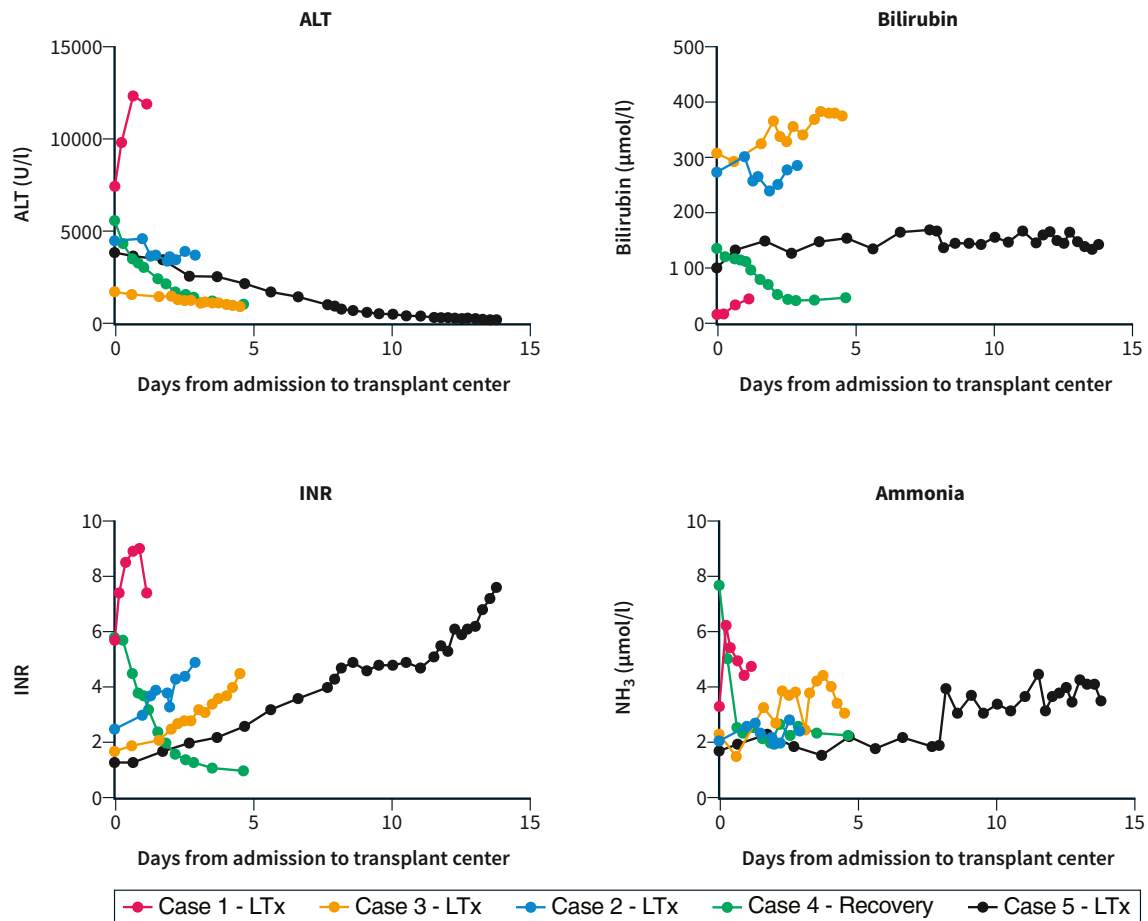 ALT
15000
10000
5000
0
ALT (U/l)
0 5 10 15
Days from admission to transplant center
Bilirubin
500
400
300
200
100
0
Bilirubin (µmol/l)
0 5 10 15
Days from admission to transplant center
INR
10
8
6
4
2
0
INR
0 5 10 15
Days from admission to transplant center
Ammonia
10
8
6
4
2
0
NH₃ (µmol/l)
0 5 10 15
Days from admission to transplant center
Case 1 - LTx Case 3 - LTx Case 2 - LTx Case 4 - Recovery Case 5 - LTx